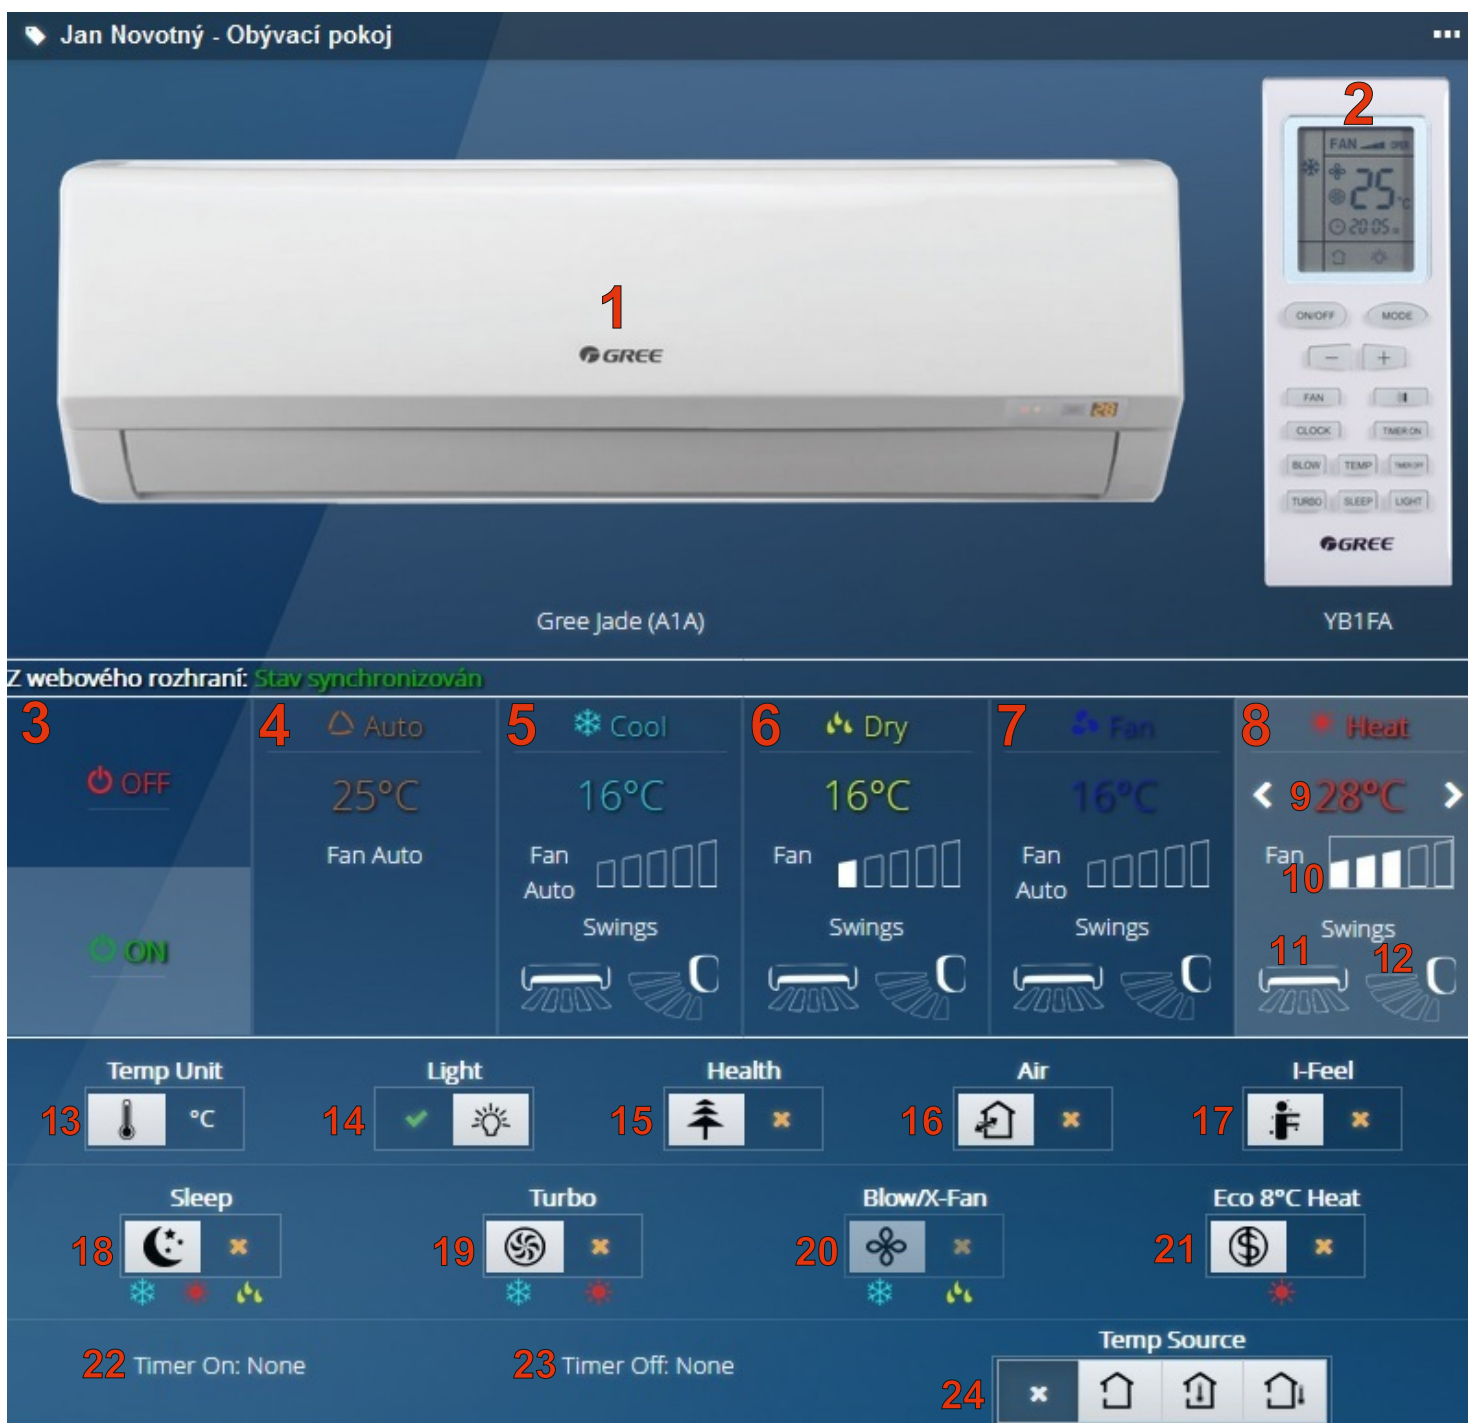 Jan Novotný - Obývací pokoj
2
FAN OPER
25 °C
20:05
1
GREE
28
ON/OFF MODE
- +
FAN
CLOCK TIMER ON
BLOW TEMP TIMER OFF
TURBO SLEEP LIGHT
GREE
Gree Jade (A1A) YB1FA
Z webového rozhraní: Stav synchronizován
3 4 Auto 5 Cool 6 Dry 7 Fan 8 Heat
OFF 25°C 16°C 16°C 16°C 9 28°C
Fan Auto Fan Auto Fan Fan Auto Fan 10
Swings Swings Swings Swings
ON 11 12
Temp Unit Light Health Air I-Feel
13 °C 14 15 16 17
Sleep Turbo Blow/X-Fan Eco 8°C Heat
18 19 20 21
Temp Source
22 Timer On: None 23 Timer Off: None
24